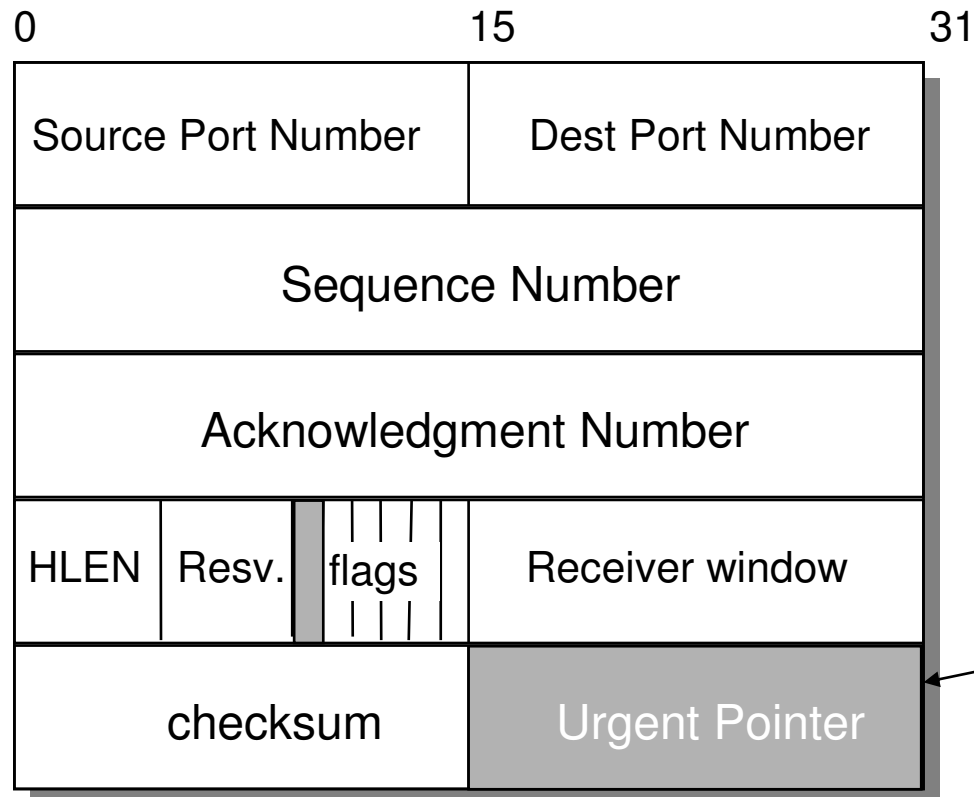 0 15 31
Source Port Number Dest Port Number
Sequence Number
Acknowledgment Number
HLEN Resv. flags Receiver window
checksum Urgent Pointer